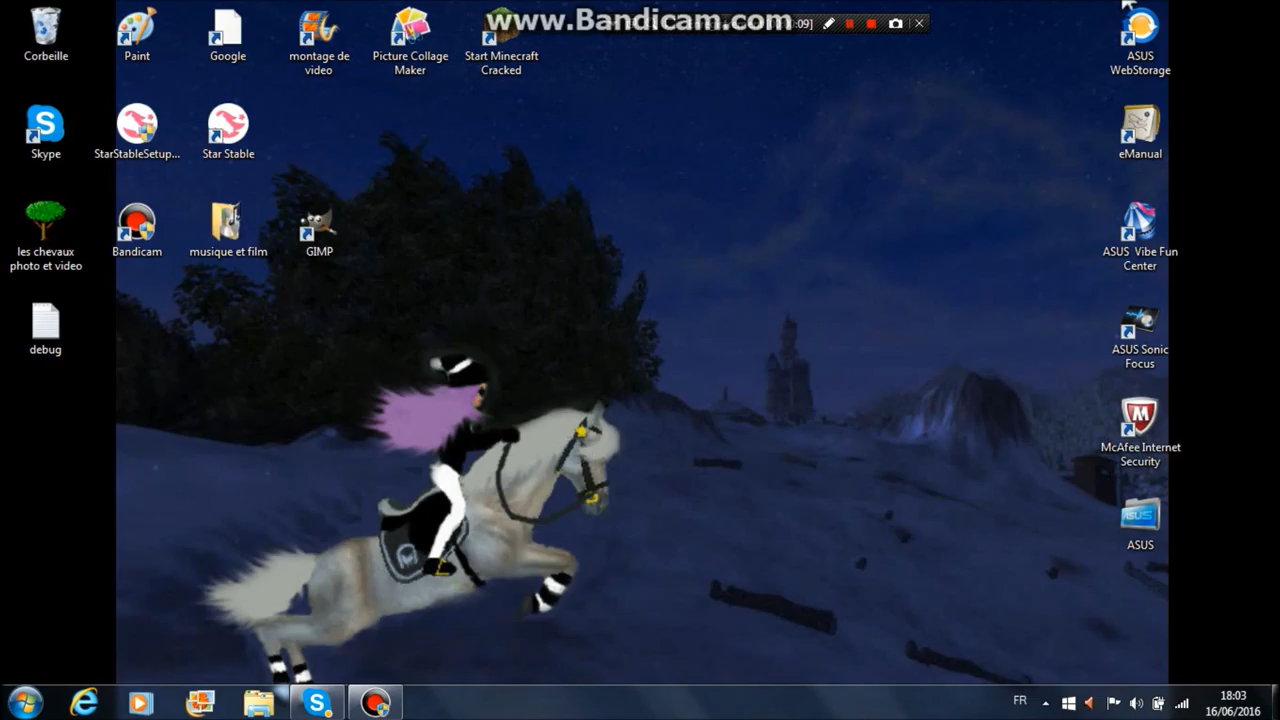 www.Bandicam.com
:09]
Corbeille
Paint
Google
montage de
video
Picture Collage
Maker
Start Minecraft
Cracked
ASUS
WebStorage
S
Skype
StarStableSetup...
Star Stable
eManual
les chevaux
photo et video
Bandicam
musique et film
GIMP
ASUS Vibe Fun
Center
debug
ASUS Sonic
Focus
M
McAfee Internet
Security
ASUS
ASUS
S
FR
18:03
16/06/2016